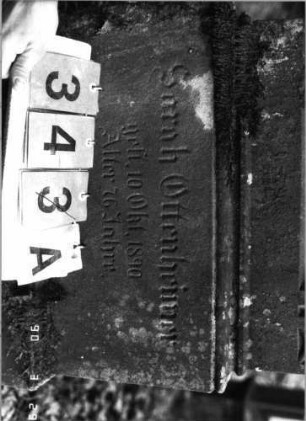 Sarah Ottenheimer
gest. 10 Okt. 1890
Alter 76 Jahre.
343A